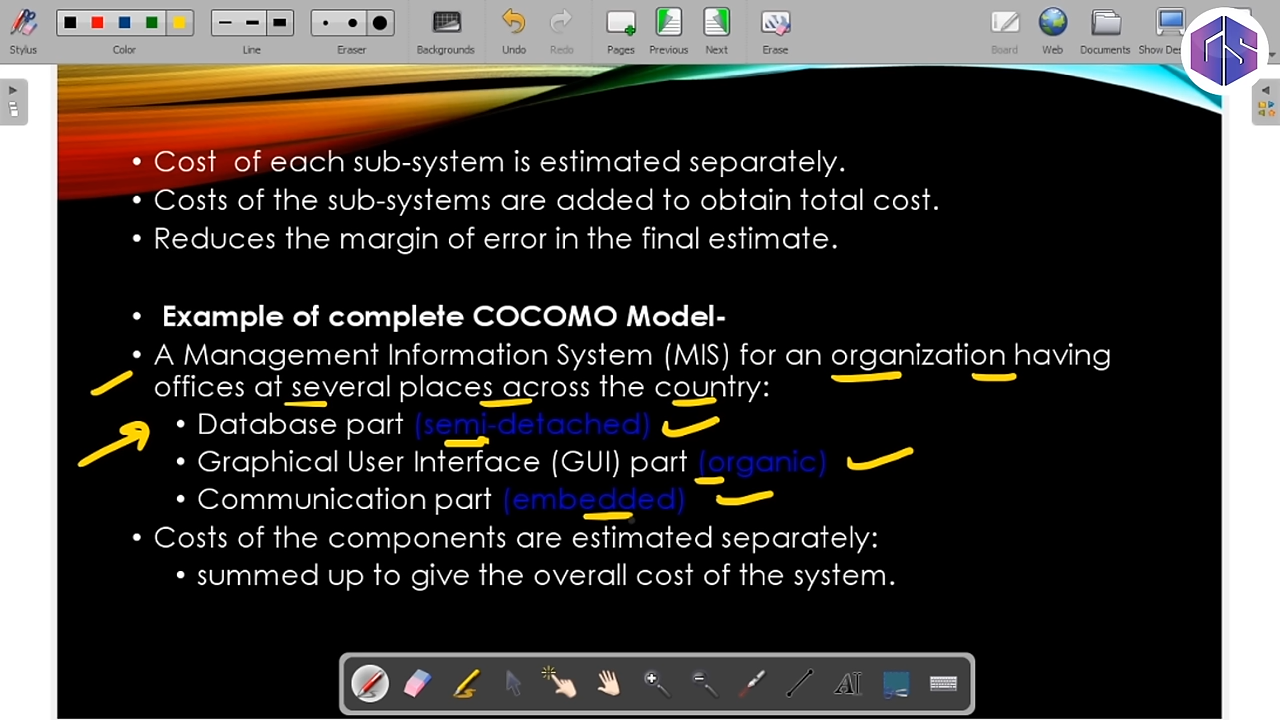 Stylus
Color
Line
Eraser
Backgrounds
Undo
Redo
Pages
Previous
Next
Erase
Board
Web
Documents
• Cost of each sub-system is estimated separately.
• Costs of the sub-systems are added to obtain total cost.
• Reduces the margin of error in the final estimate.
• Example of complete COCOMO Model-
• A Management Information System (MIS) for an organization having
offices at several places across the country:
• Database part (semi-detached)
• Graphical User Interface (GUI) part (organic)
• Communication part (embedded)
• Costs of the components are estimated separately:
• summed up to give the overall cost of the system.